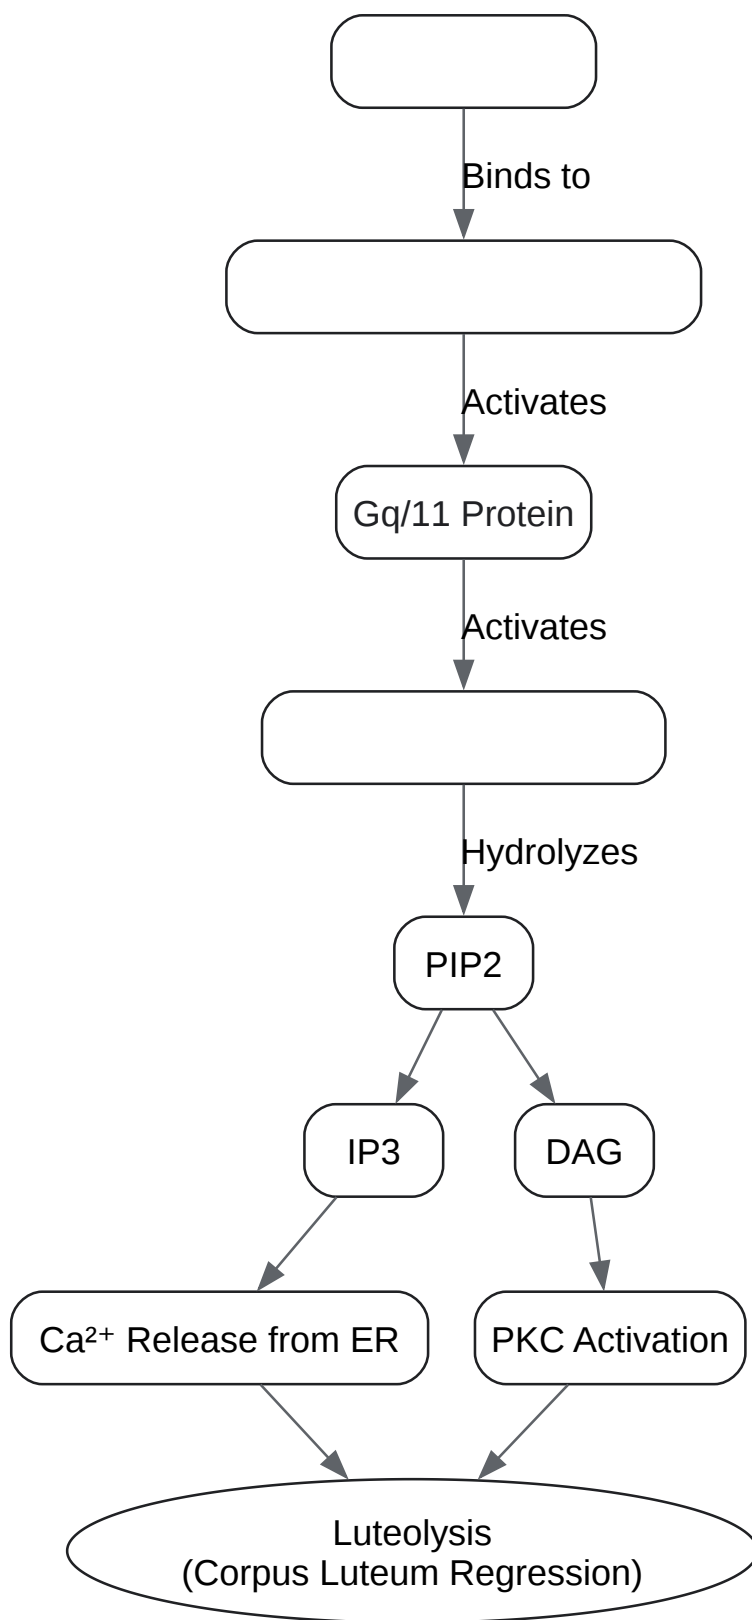 Binds to
Activates
Gq/11 Protein
Activates
Hydrolyzes
PIP2
IP3
DAG
Ca²⁺ Release from ER
PKC Activation
Luteolysis
(Corpus Luteum Regression)